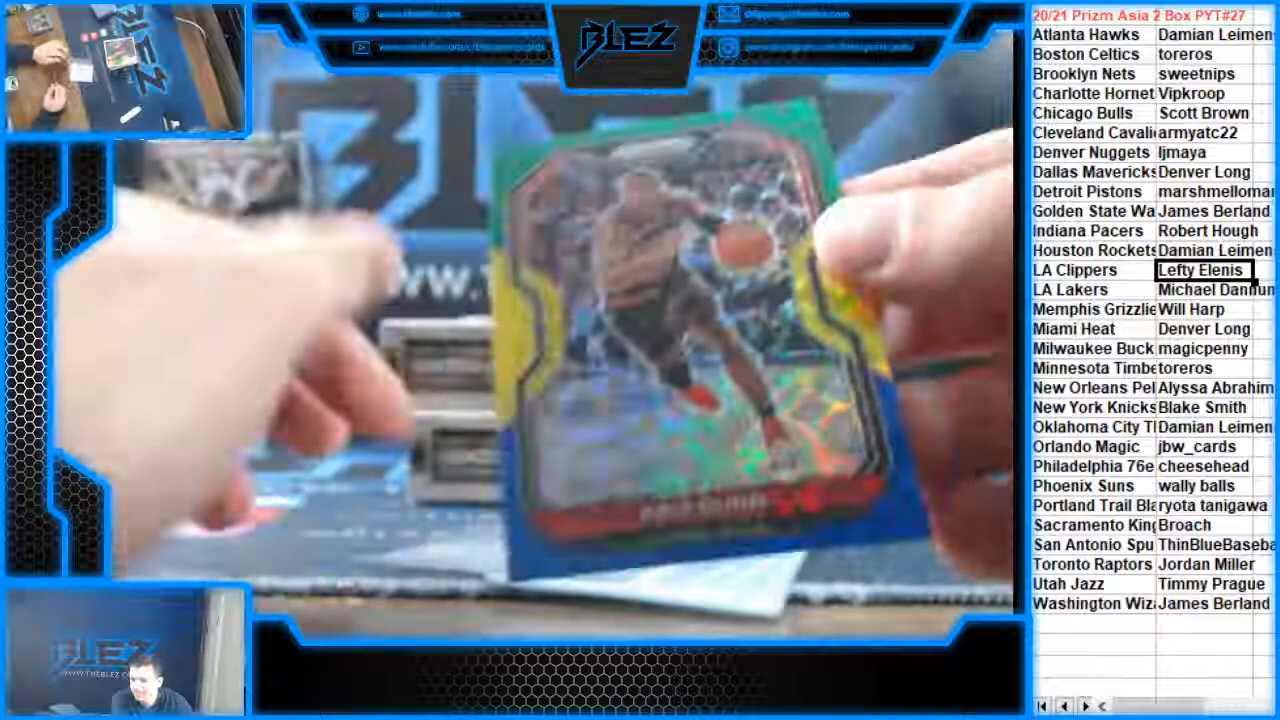 BLEZ
20/21 Prizm Asia 2 Box PYT#27
Atlanta Hawks Damian Leimen
Boston Celtics toreros
Brooklyn Nets sweetnips
Charlotte Hornet Vipkroop
Chicago Bulls Scott Brown
Cleveland Cavali armyatc22
Denver Nuggets ljmaya
Dallas Mavericks Denver Long
Detroit Pistons marshmelloman
Golden State Wa James Berland
Indiana Pacers Robert Hough
Houston Rockets Damian Leimen
LA Clippers Lefty Elenis
LA Lakers Michael Danhun
Memphis Grizzlie Will Harp
Miami Heat Denver Long
Milwaukee Buck magicpenny
Minnesota Timbe toreros
New Orleans Pel Alyssa Abrahim
New York Knicks Blake Smith
Oklahoma City Tl Damian Leimen
Orlando Magic jbw_cards
Philadelphia 76e cheesehead
Phoenix Suns wally balls
Portland Trail Bla ryota tanigawa
Sacramento King Broach
San Antonio Spu ThinBlueBaseba
Toronto Raptors Jordan Miller
Utah Jazz Timmy Prague
Washington Wiz James Berland
BLEZ